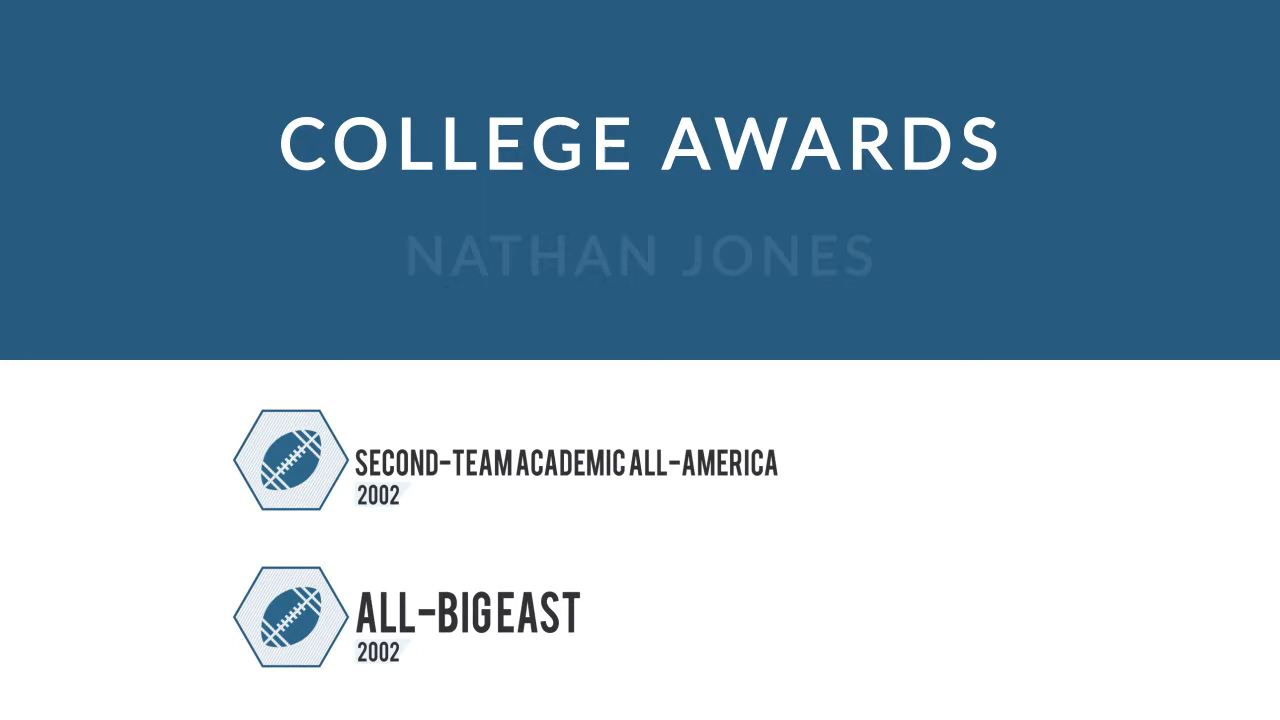 COLLEGE AWARDS
NATHAN JONES
SECOND-TEAM ACADEMIC ALL-AMERICA
2002
ALL-BIG EAST
2002